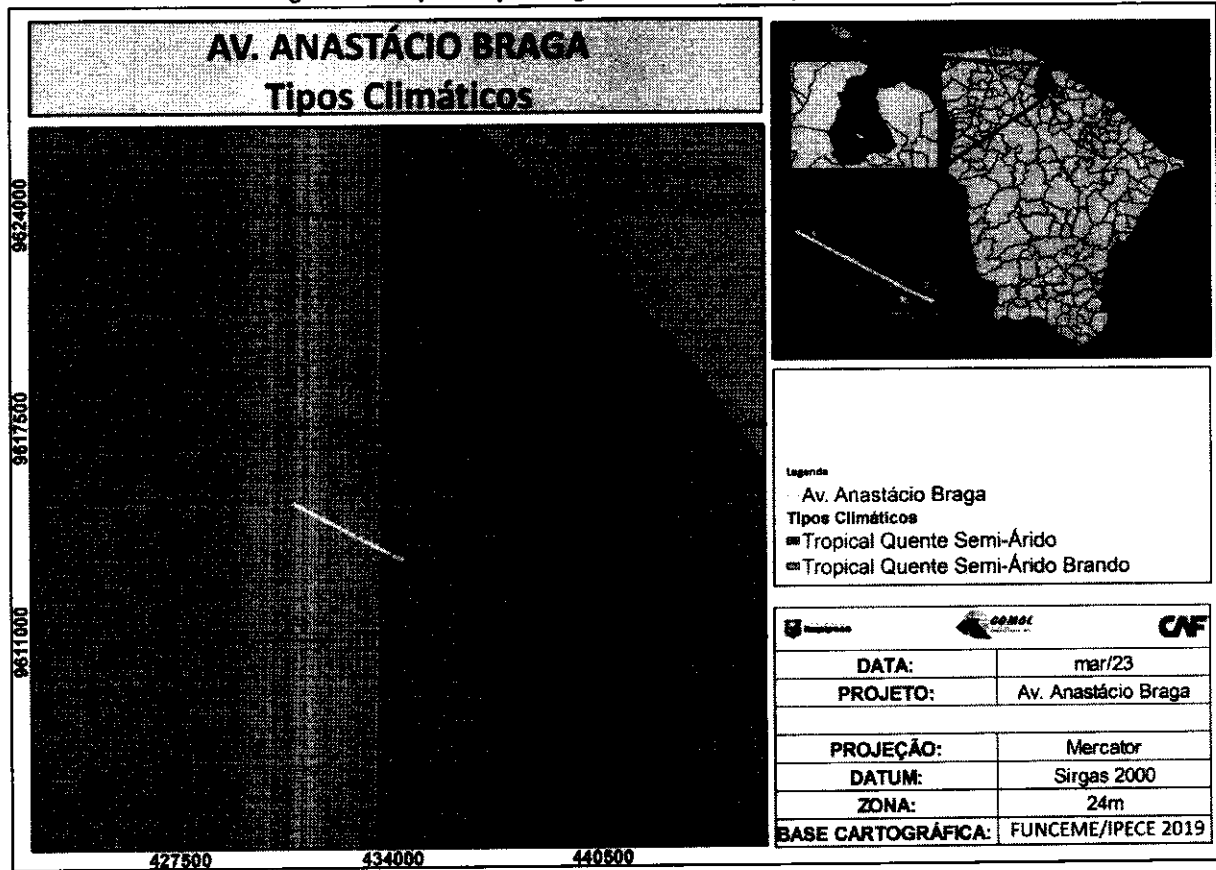 AV. ANASTÁCIO BRAGA
Tipos Climáticos
9624000
9617500
9611000
427500
434000
440500
Legenda
Av. Anastácio Braga
Tipos Climáticos
Tropical Quente Semi-Árido
Tropical Quente Semi-Árido Brando
Itapipoca
COMOL
CAF
DATA: mar/23
PROJETO: Av. Anastácio Braga
PROJEÇÃO: Mercator
DATUM: Sirgas 2000
ZONA: 24m
BASE CARTOGRÁFICA: FUNCEME/IPECE 2019